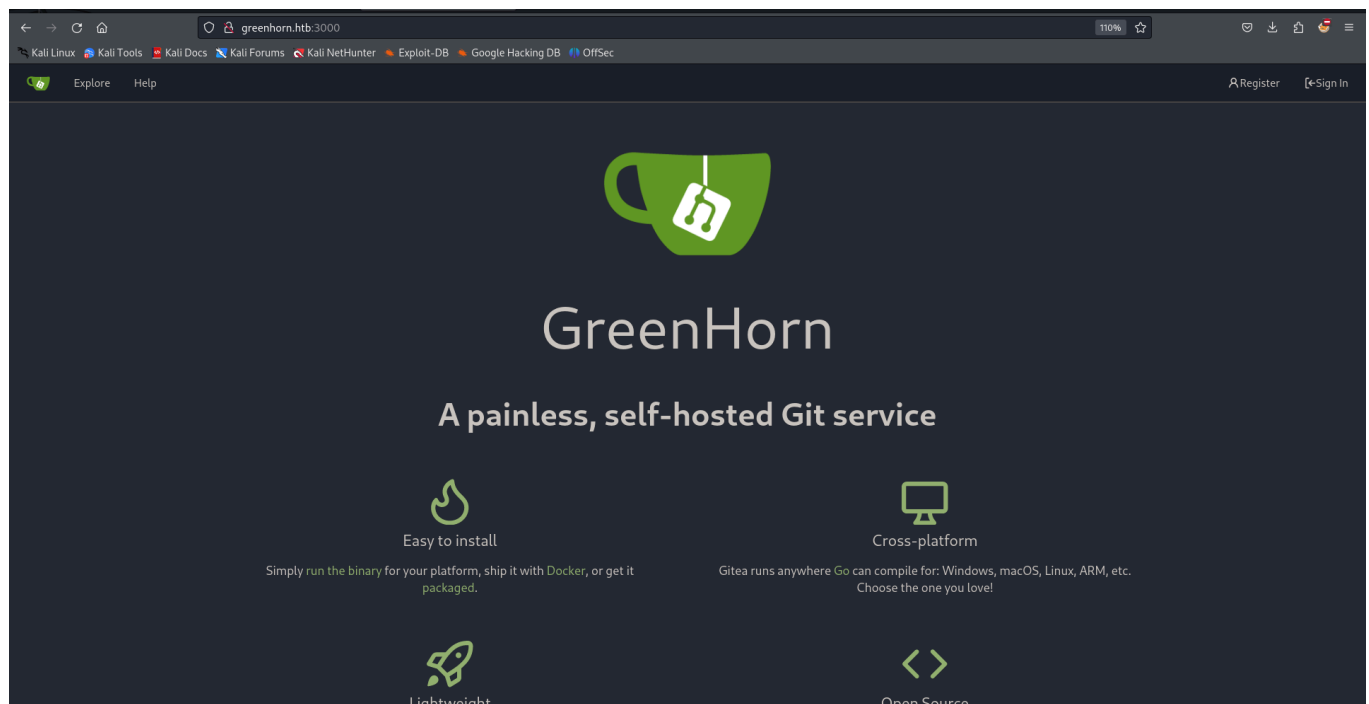 greenhorn.htb:3000
110%
Kali Linux Kali Tools Kali Docs Kali Forums Kali NetHunter Exploit-DB Google Hacking DB OffSec
Explore Help Register Sign In
GreenHorn
A painless, self-hosted Git service
Easy to install
Simply run the binary for your platform, ship it with Docker, or get it
packaged.
Cross-platform
Gitea runs anywhere Go can compile for: Windows, macOS, Linux, ARM, etc.
Choose the one you love!
Lightweight
Open Source